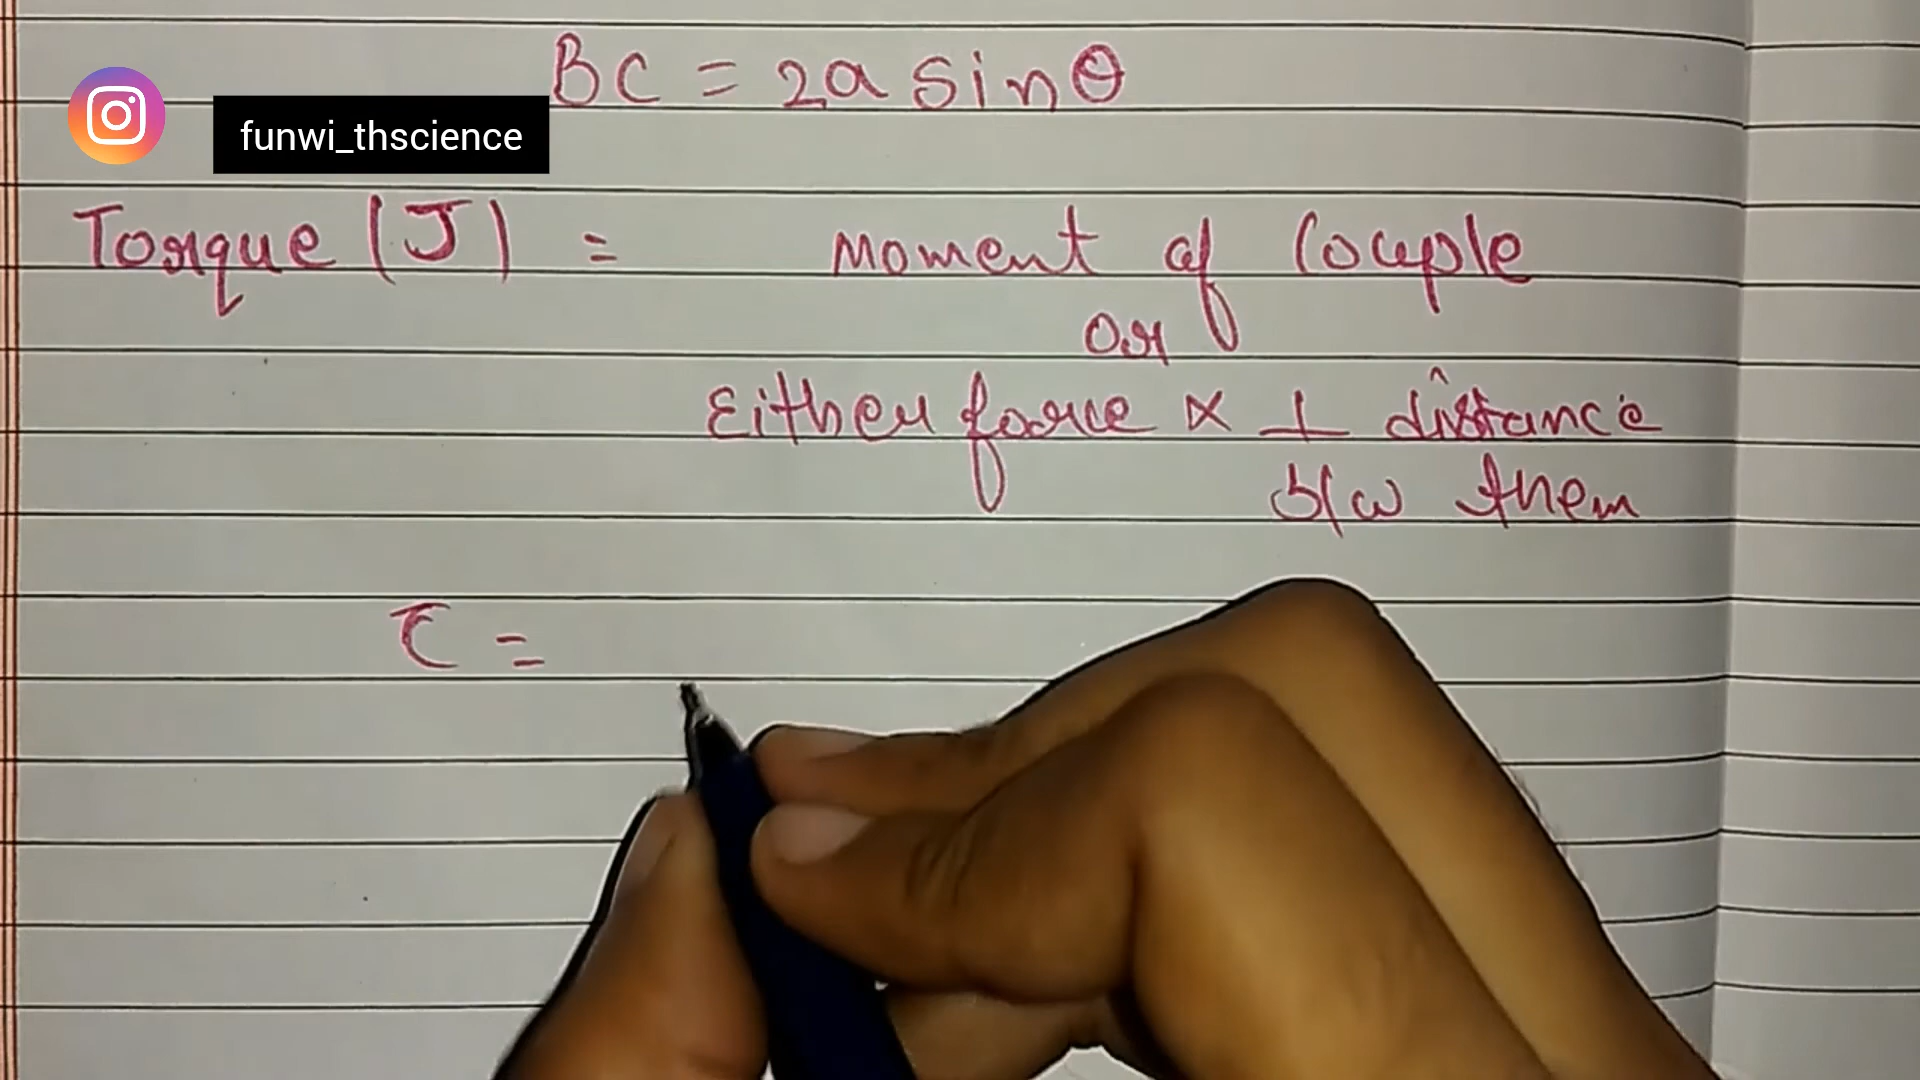 BC = 2a sinθ
funwi_thscience
Torque (J) = Moment of Couple
or
Either force × ⊥ distance
b/w them
τ =